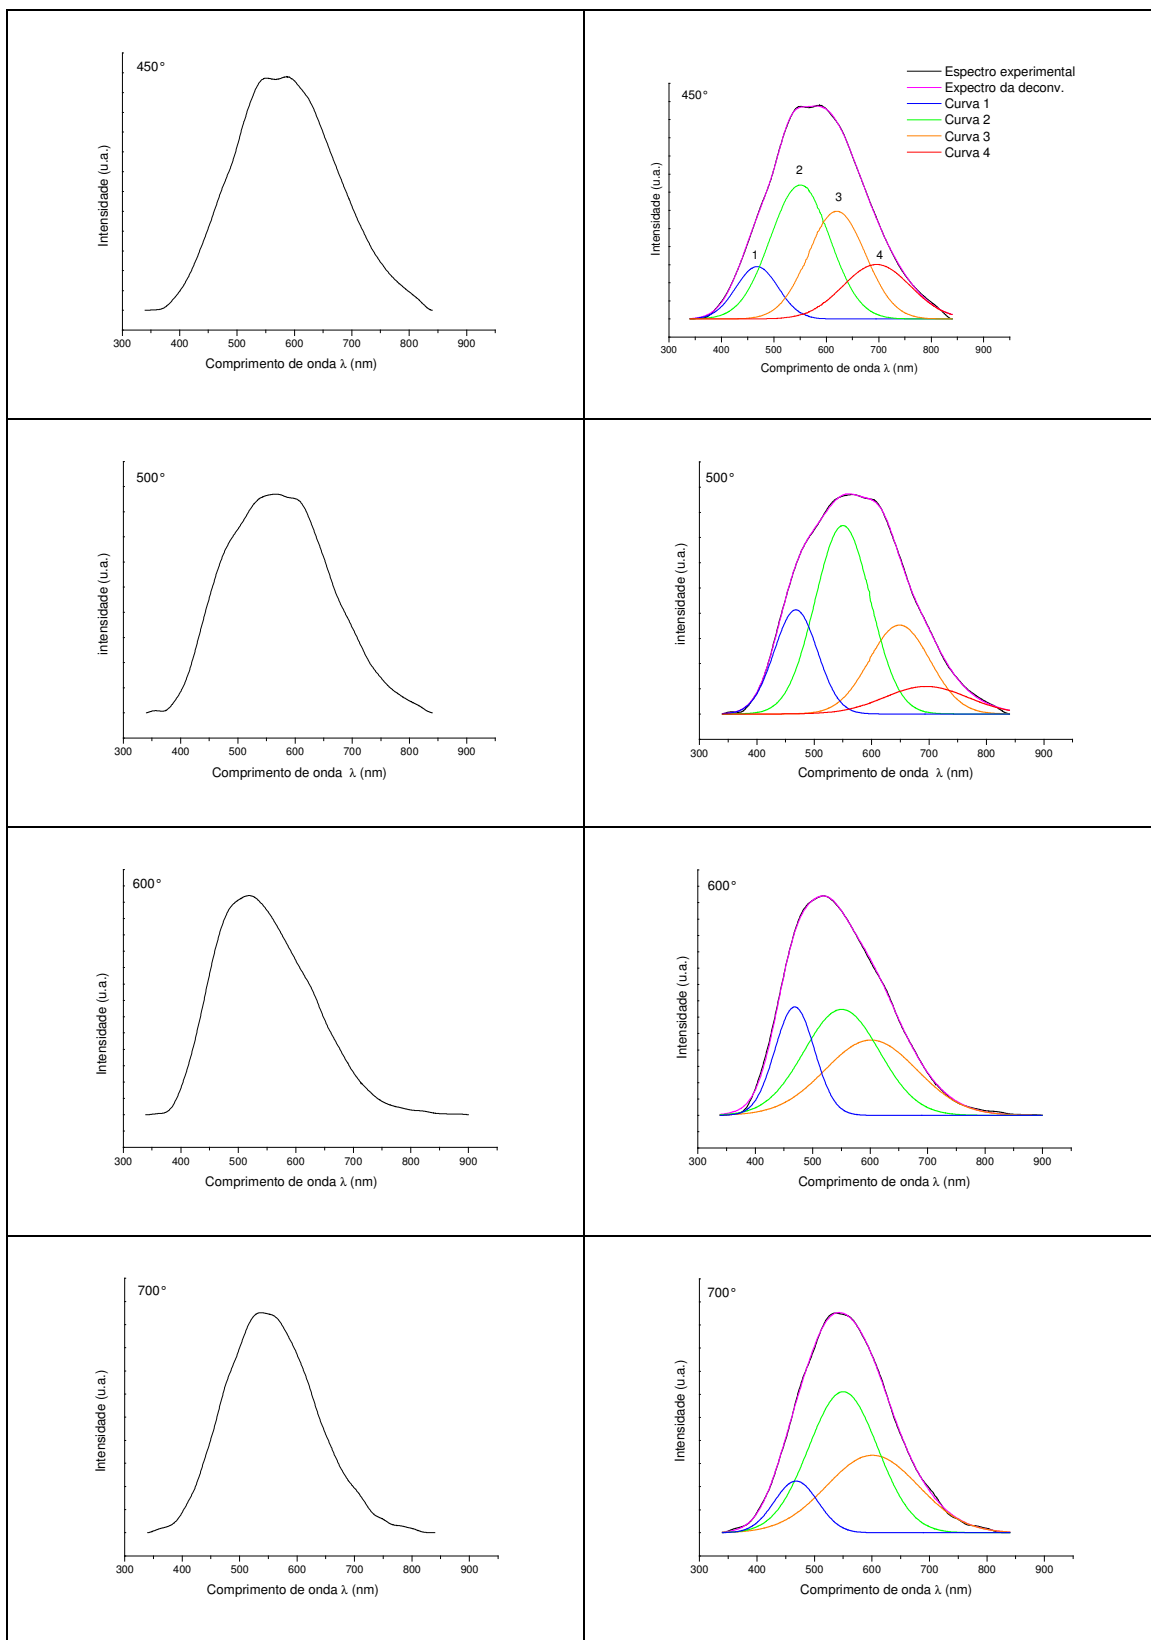 450°
Intensidade (u.a.)
300 400 500 600 700 800 900
Comprimento de onda λ (nm)
Espectro experimental
Expectro da deconv.
Curva 1
Curva 2
Curva 3
Curva 4
450°
1
2
3
4
Intensidade (u.a.)
300 400 500 600 700 800 900
Comprimento de onda λ (nm)
500°
intensidade (u.a.)
300 400 500 600 700 800 900
Comprimento de onda λ (nm)
500°
intensidade (u.a.)
300 400 500 600 700 800 900
Comprimento de onda λ (nm)
600°
Intensidade (u.a.)
300 400 500 600 700 800 900
Comprimento de onda λ (nm)
600°
Intensidade (u.a.)
300 400 500 600 700 800 900
Comprimento de onda λ (nm)
700°
Intensidade (u.a.)
300 400 500 600 700 800 900
Comprimento de onda λ (nm)
700°
Intensidade (u.a.)
300 400 500 600 700 800 900
Comprimento de onda λ (nm)